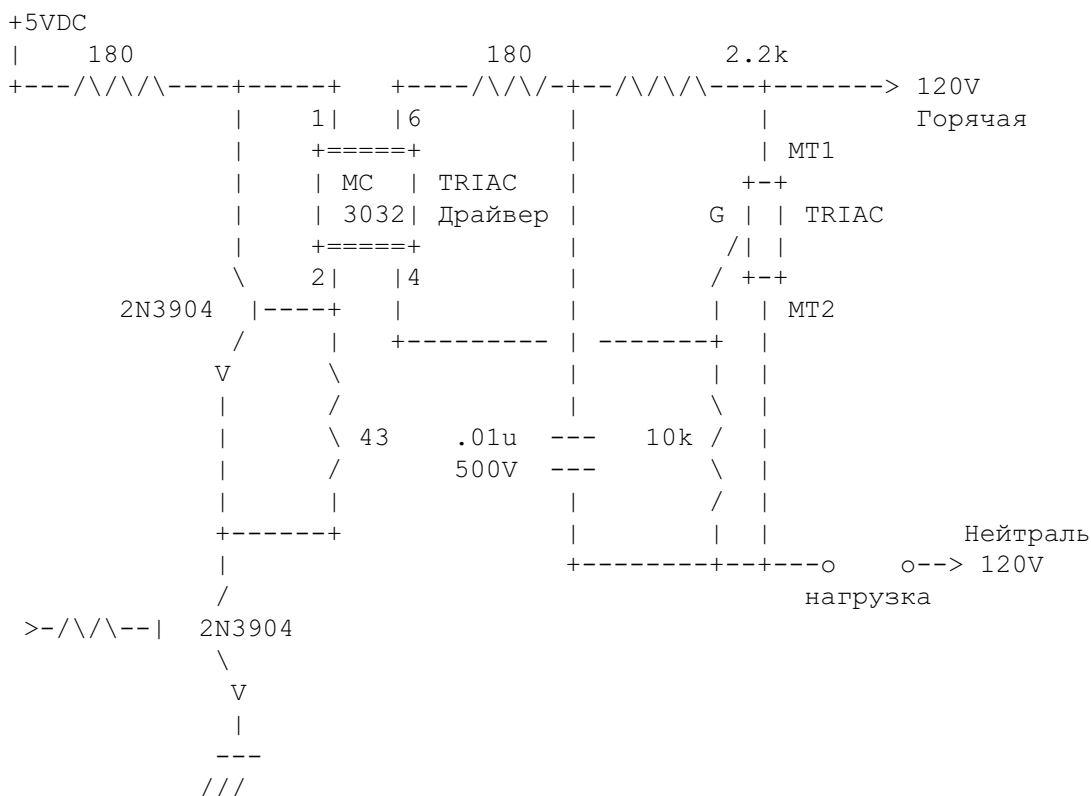 +5VDC
180 180 2.2k
120V
1 6 Горячая
MT1
MC TRIAC
3032 Драйвер G TRIAC
2 4
2N3904 MT2
V
43 .01u 10k
500V
Нейтраль
120V
нагрузка
2N3904
V